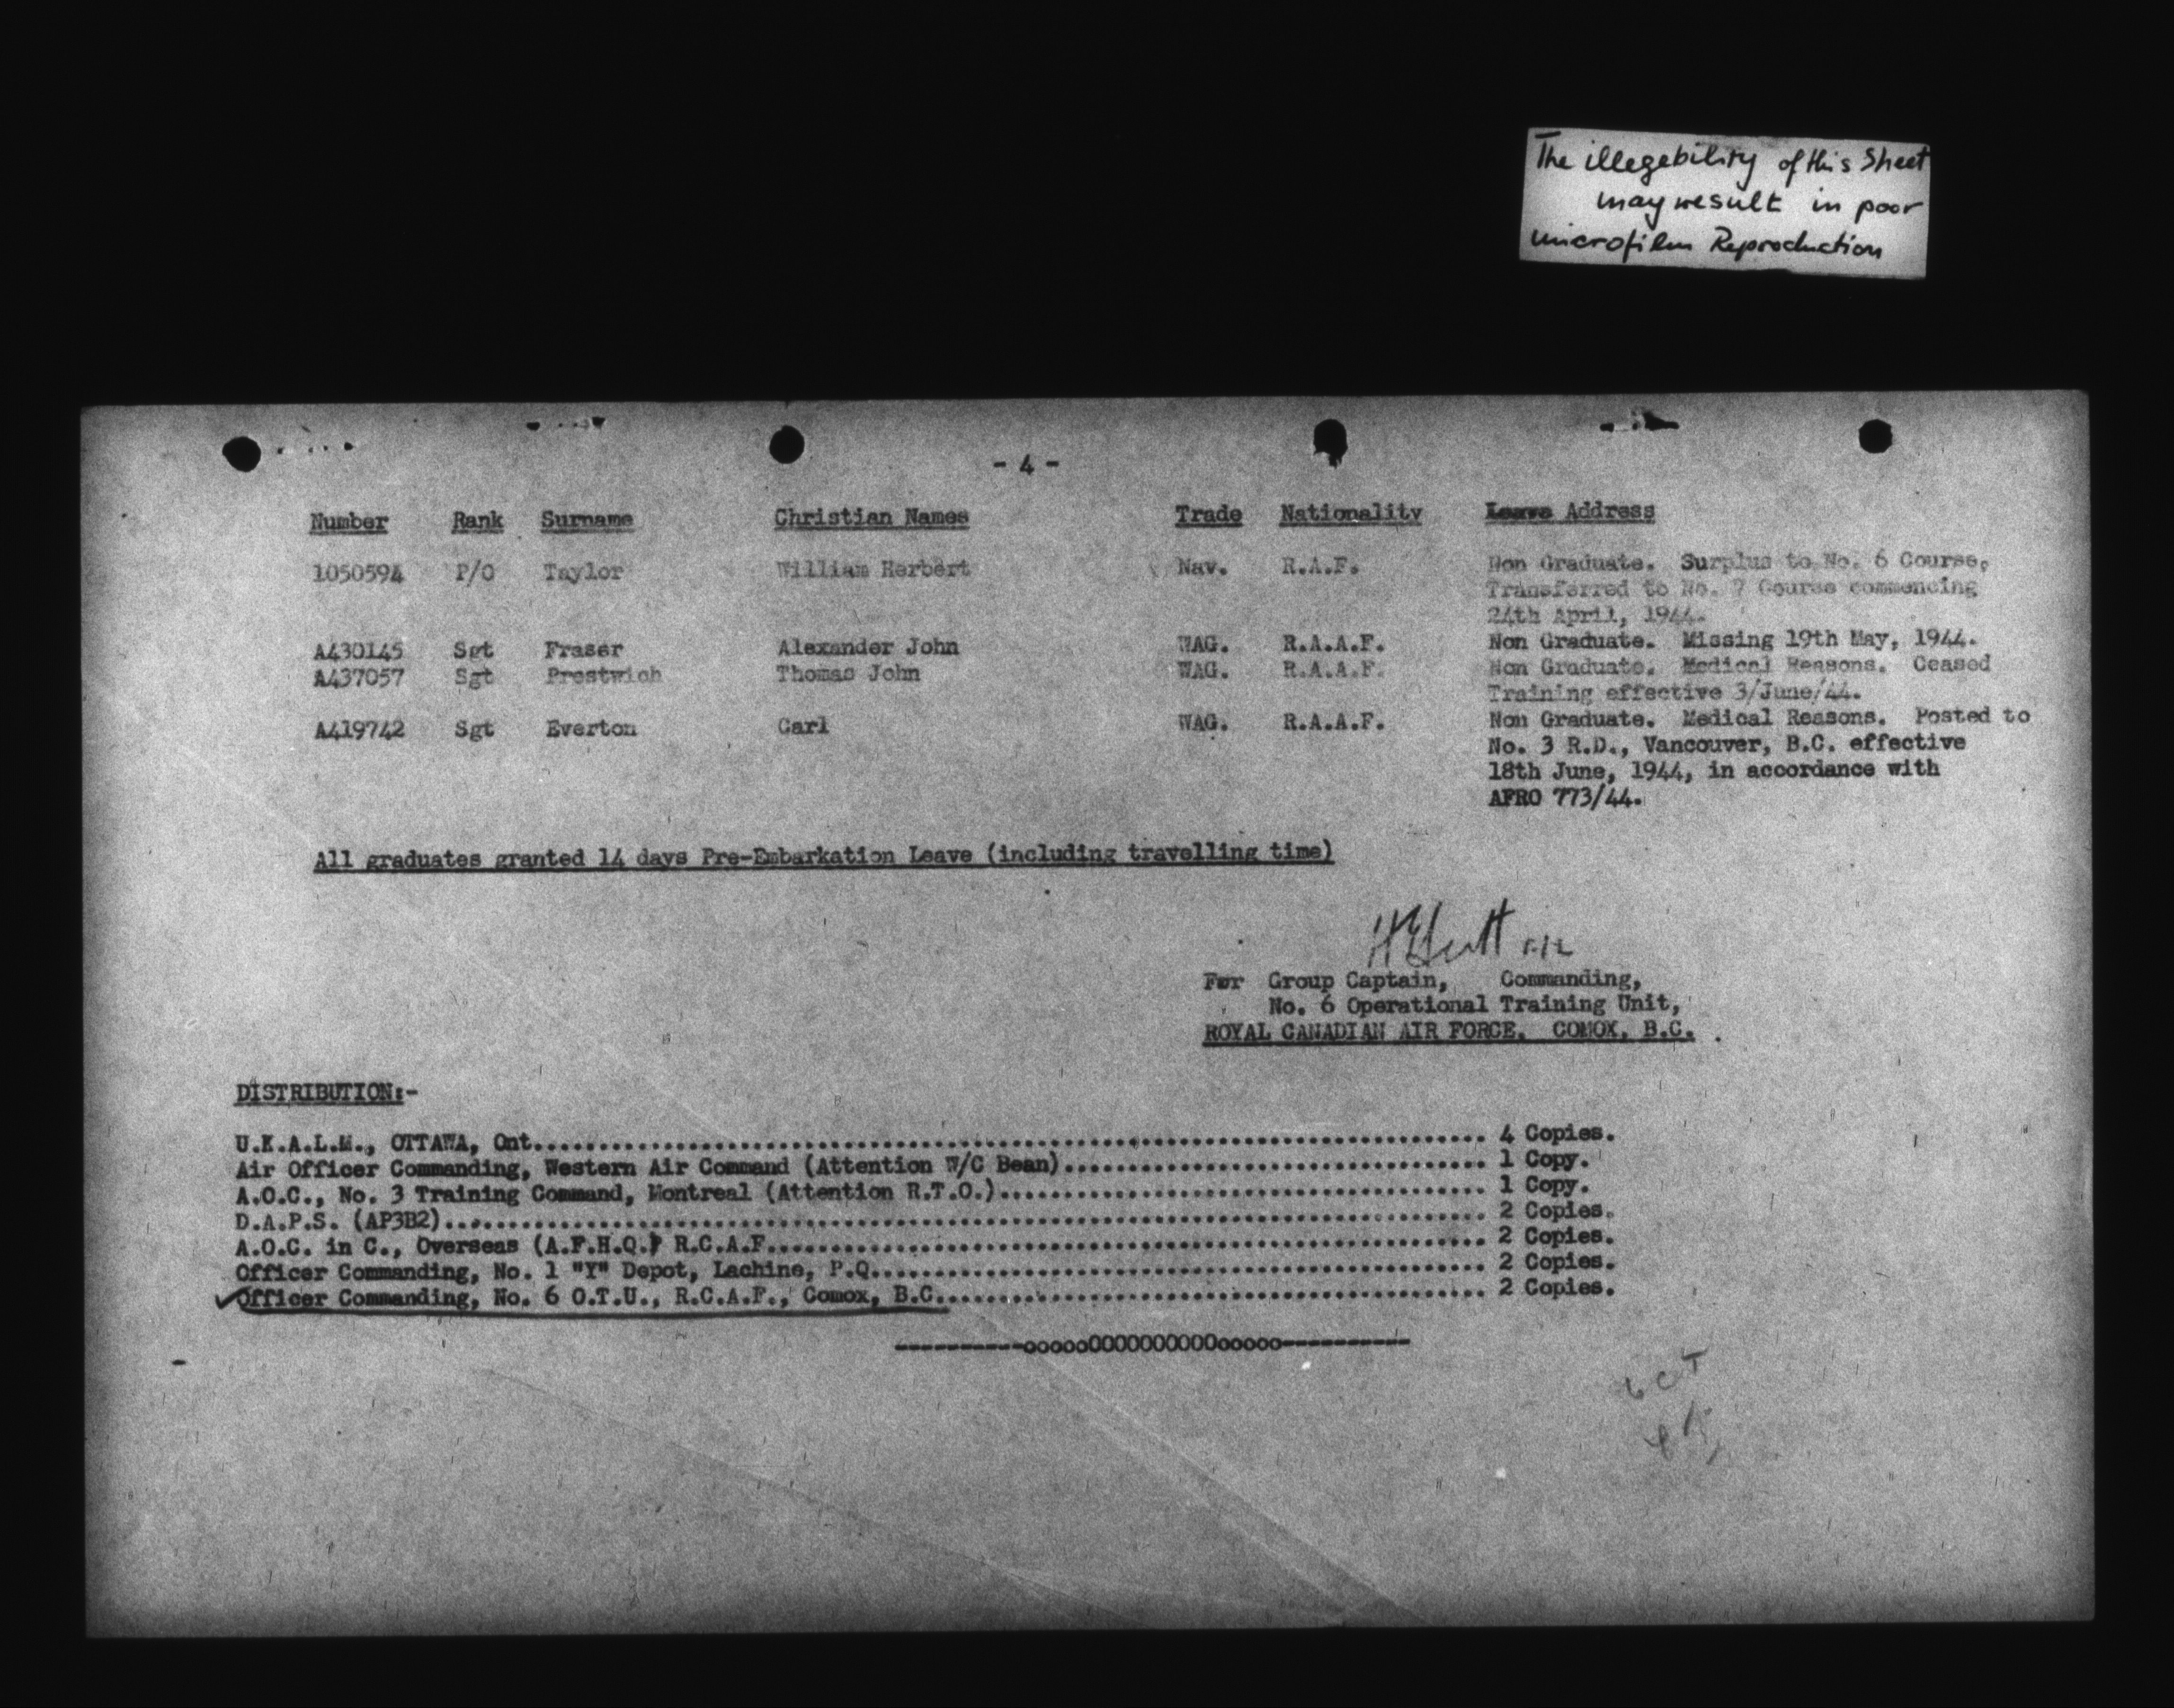 The illegebility of this Sheet
may result in poor
microfilm Reproduction
- 4 -
Number Rank Surname Christian Names Trade Nationality Leave Address
1050594 P/O Taylor William Herbert Nav. R.A.F. Non Graduate. Surplus to No. 6 Course,
Transferred to No. 7 Course commencing
24th April, 1944.
A430145 Sgt Fraser Alexander John WAG. R.A.A.F. Non Graduate. Missing 19th May, 1944.
A437057 Sgt Prestwich Thomas John WAG. R.A.A.F. Non Graduate. Medical Reasons. Ceased
Training effective 3/June/44.
A419742 Sgt Everton Carl WAG. R.A.A.F. Non Graduate. Medical Reasons. Posted to
No. 3 R.D., Vancouver, B.C. effective
18th June, 1944, in accordance with
AFRO 773/44.
All graduates granted 14 days Pre-Embarkation Leave (including travelling time)
For Group Captain, Commanding,
No. 6 Operational Training Unit,
ROYAL CANADIAN AIR FORCE. COMOX, B.C.
DISTRIBUTION:-
U.K.A.L.M., OTTAWA, Ont. 4 Copies.
Air Officer Commanding, Western Air Command (Attention W/C Bean) 1 Copy.
A.O.C., No. 3 Training Command, Montreal (Attention R.T.O.) 1 Copy.
D.A.P.S. (AP3B2) 2 Copies.
A.O.C. in C., Overseas (A.F.H.Q.) R.C.A.F. 2 Copies.
Officer Commanding, No. 1 "Y" Depot, Lachine, P.Q. 2 Copies.
Officer Commanding, No. 6 O.T.U., R.C.A.F., Comox, B.C. 2 Copies.
----------ooooo0000000000ooooo----------